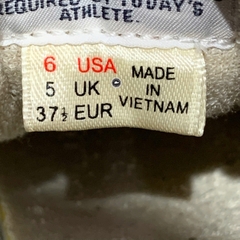 REQUIRED BY TODAY'S
ATHLETE.
6 USA
5 UK
37½ EUR
MADE
IN
VIETNAM